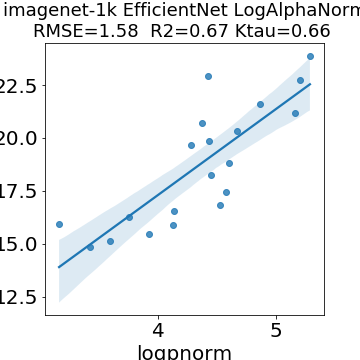 imagenet-1k EfficientNet LogAlphaNorm
RMSE=1.58 R2=0.67 Ktau=0.66
22.5
20.0
17.5
15.0
12.5
4 5
logpnorm